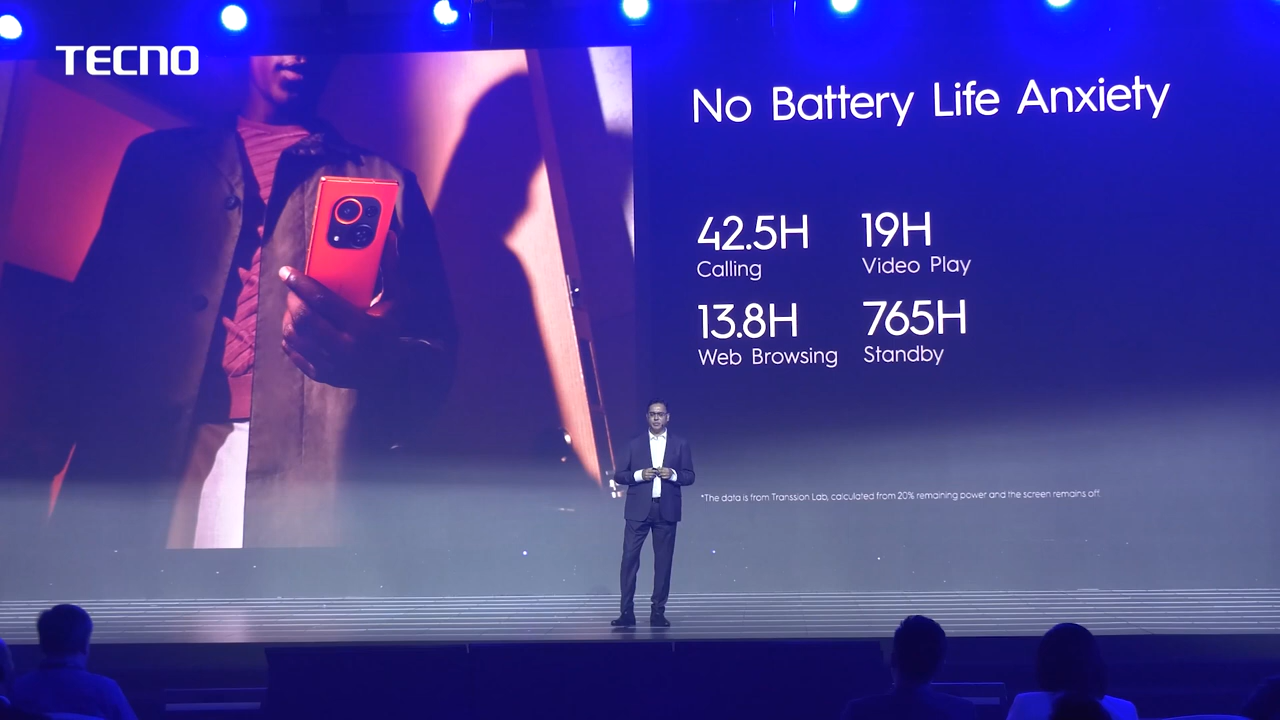 TECNO
No Battery Life Anxiety
42.5H
Calling
19H
Video Play
13.8H
Web Browsing
765H
Standby
*The data is from Transsion Lab, calculated from 20% remaining power and the screen remains off.